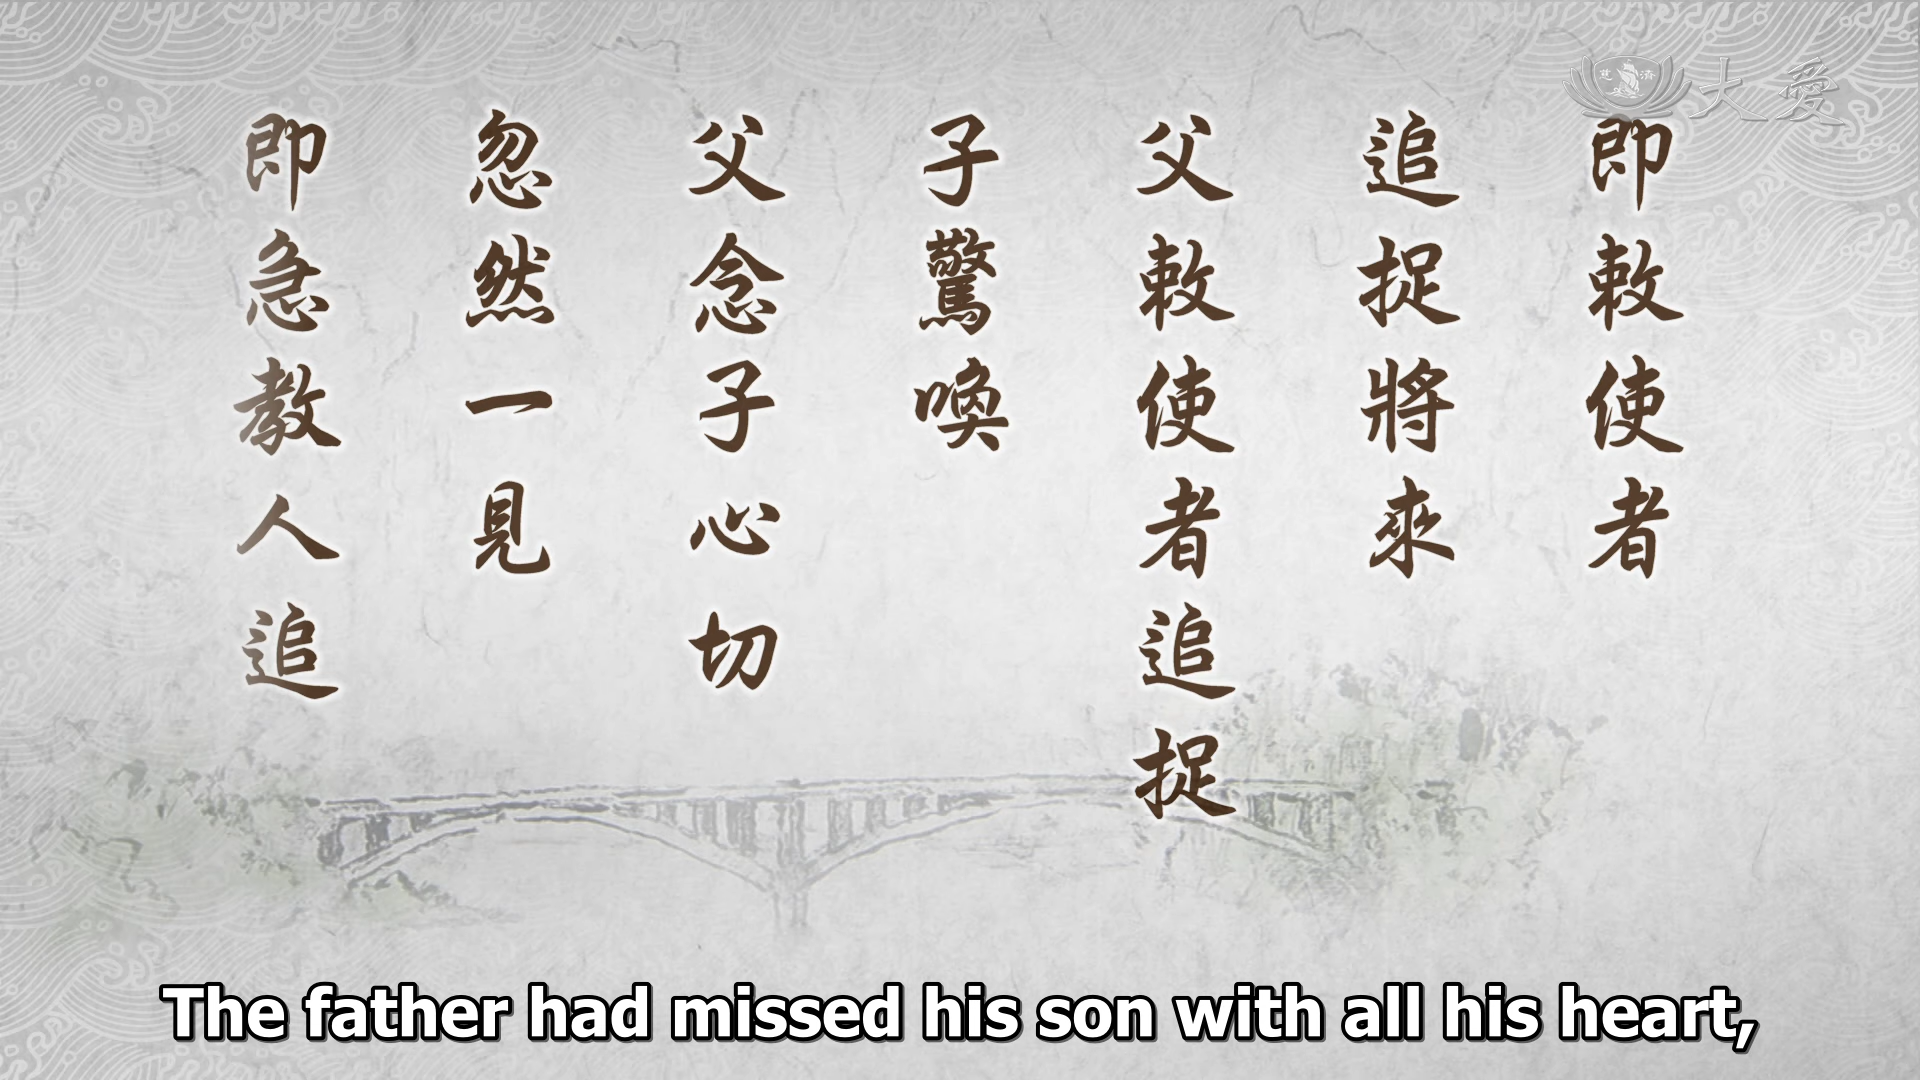 慈濟
大愛
即敕使者
追捉將來
父敕使者追捉
子驚喚
父念子心切
忽然一見
即急教人追
The father had missed his son with all his heart,